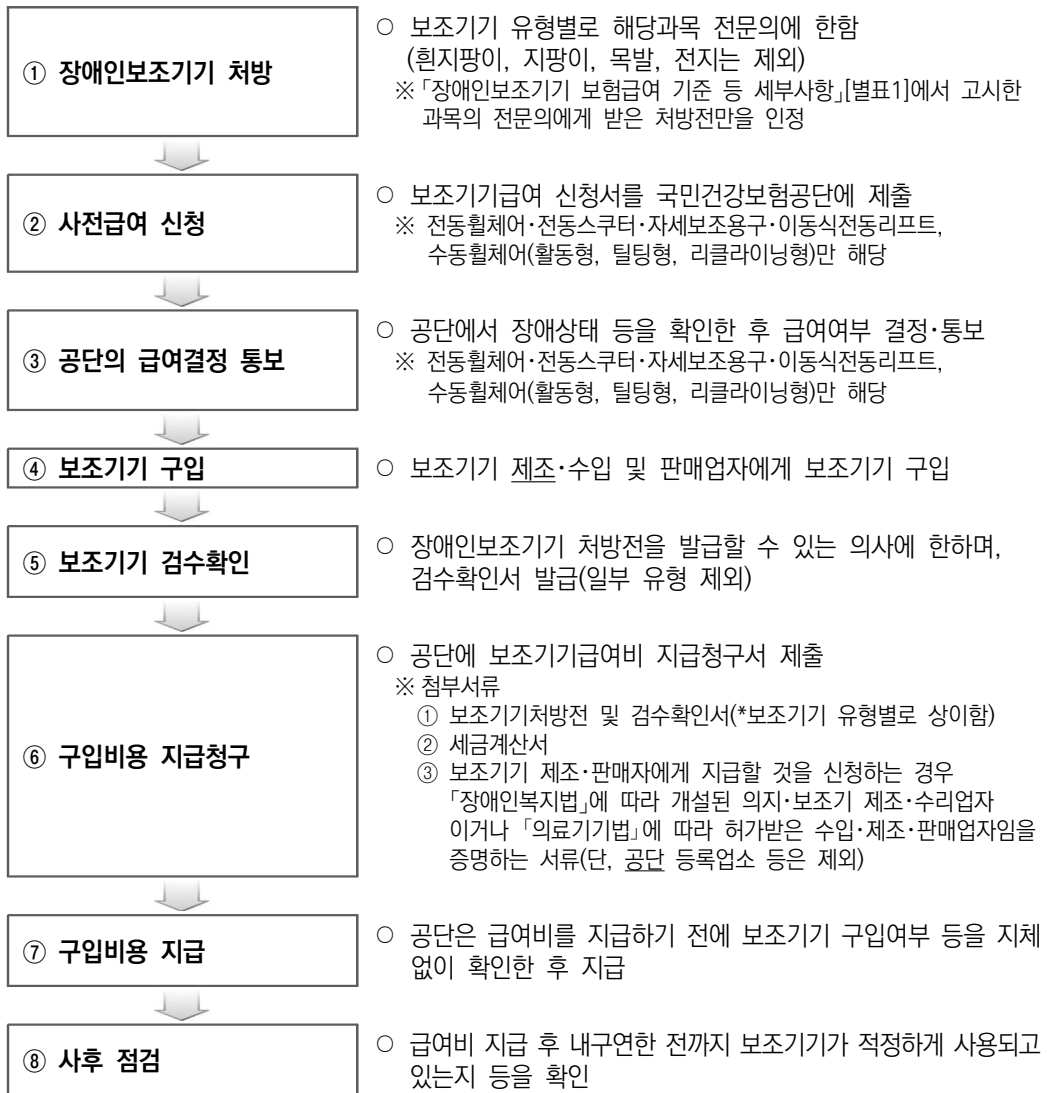 ① 장애인보조기기 처방
○ 보조기기 유형별로 해당과목 전문의에 한함
(흰지팡이, 지팡이, 목발, 전지는 제외)
※「장애인보조기기 보험급여 기준 등 세부사항」[별표1]에서 고시한
과목의 전문의에게 받은 처방전만을 인정
② 사전급여 신청
○ 보조기기급여 신청서를 국민건강보험공단에 제출
※ 전동휠체어·전동스쿠터·자세보조용구·이동식전동리프트,
수동휠체어(활동형, 틸팅형, 리클라이닝형)만 해당
③ 공단의 급여결정 통보
○ 공단에서 장애상태 등을 확인한 후 급여여부 결정·통보
※ 전동휠체어·전동스쿠터·자세보조용구·이동식전동리프트,
수동휠체어(활동형, 틸팅형, 리클라이닝형)만 해당
④ 보조기기 구입
○ 보조기기 제조·수입 및 판매업자에게 보조기기 구입
⑤ 보조기기 검수확인
○ 장애인보조기기 처방전을 발급할 수 있는 의사에 한하며,
검수확인서 발급(일부 유형 제외)
⑥ 구입비용 지급청구
○ 공단에 보조기기급여비 지급청구서 제출
※ 첨부서류
① 보조기기처방전 및 검수확인서(*보조기기 유형별로 상이함)
② 세금계산서
③ 보조기기 제조·판매자에게 지급할 것을 신청하는 경우
「장애인복지법」에 따라 개설된 의지·보조기 제조·수리업자
이거나 「의료기기법」에 따라 허가받은 수입·제조·판매업자임을
증명하는 서류(단, 공단 등록업소 등은 제외)
⑦ 구입비용 지급
○ 공단은 급여비를 지급하기 전에 보조기기 구입여부 등을 지체
없이 확인한 후 지급
⑧ 사후 점검
○ 급여비 지급 후 내구연한 전까지 보조기기가 적정하게 사용되고
있는지 등을 확인